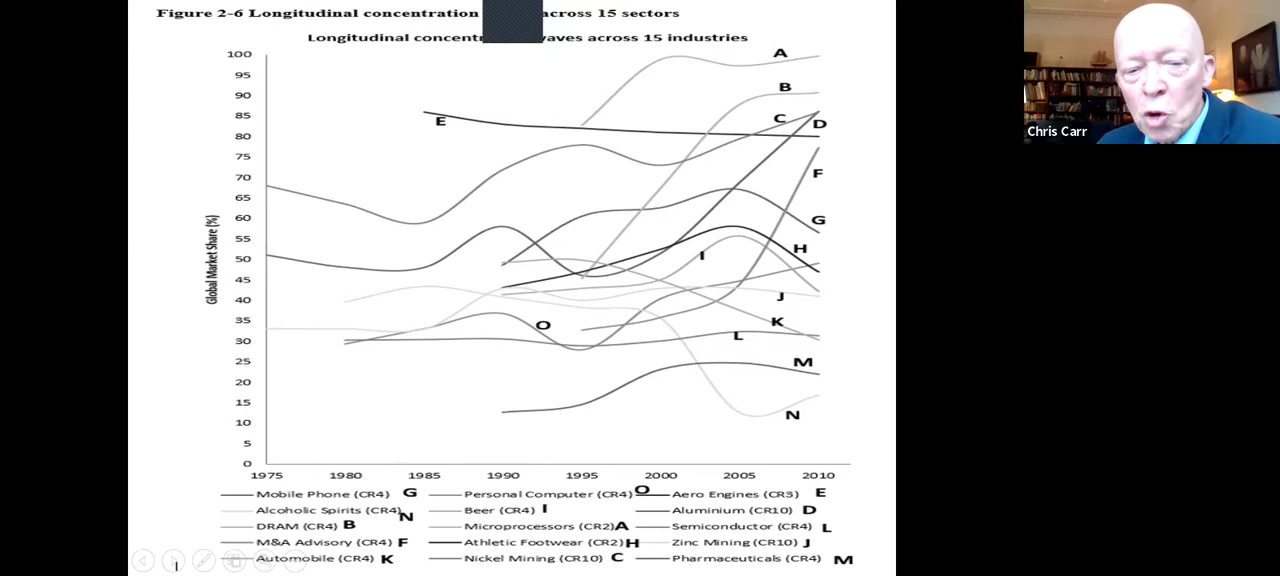 Figure 2-6 Longitudinal concentration across 15 sectors
Longitudinal concent waves across 15 industries
100
95
90
85
80
75
70
65
60
55
50
45
40
35
30
25
20
15
10
5
0
Global Market Share (%)
A
B
C
D
E
F
G
H
I
J
K
O
L
M
N
1975 1980 1985 1990 1995 2000 2005 2010
Mobile Phone (CR4) G Personal Computer (CR4) O Aero Engines (CR3) E
Alcoholic Spirits (CR4) N Beer (CR4) I Aluminium (CR10) D
DRAM (CR4) B Microprocessors (CR2) A Semiconductor (CR4) L
M&A Advisory (CR4) F Athletic Footwear (CR2) H Zinc Mining (CR10) J
Automobile (CR4) K Nickel Mining (CR10) C Pharmaceuticals (CR4) M
Chris Carr